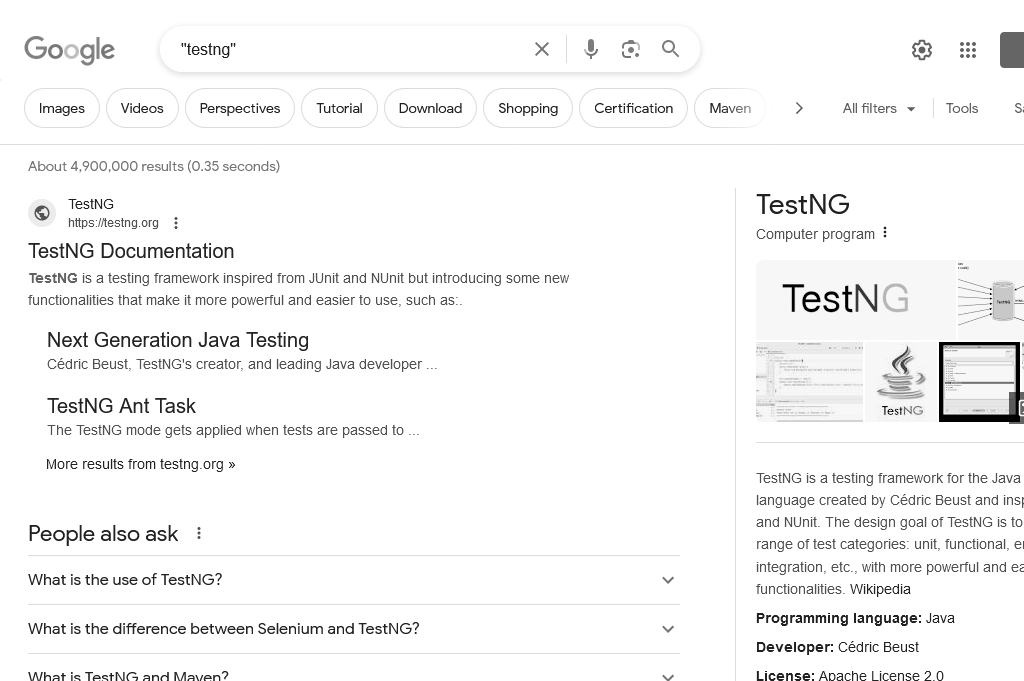 Google
"testng"
Images
Videos
Perspectives
Tutorial
Download
Shopping
Certification
Maven
All filters
Tools
About 4,900,000 results (0.35 seconds)
TestNG
https://testng.org
TestNG Documentation
TestNG is a testing framework inspired from JUnit and NUnit but introducing some new
functionalities that make it more powerful and easier to use, such as:.
Next Generation Java Testing
Cédric Beust, TestNG's creator, and leading Java developer ...
TestNG Ant Task
The TestNG mode gets applied when tests are passed to ...
More results from testng.org »
People also ask
What is the use of TestNG?
What is the difference between Selenium and TestNG?
What is TestNG and Maven?
TestNG
Computer program
TestNG
TestNG
TestNG
TestNG is a testing framework for the Java
language created by Cédric Beust and
and NUnit. The design goal of TestNG is to
range of test categories: unit, functional,
integration, etc., with more powerful and
functionalities. Wikipedia
Programming language: Java
Developer: Cédric Beust
License: Apache License 2.0